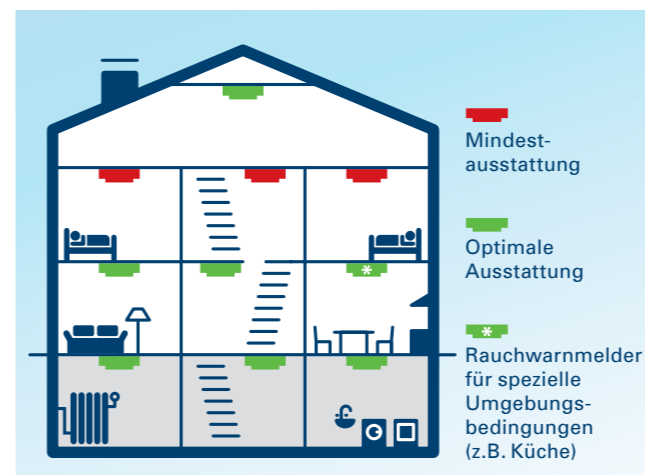 Mindest-
ausstattung
Optimale
Ausstattung
*
*
Rauchwarnmelder
für spezielle
Umgebungs-
bedingungen
(z.B. Küche)